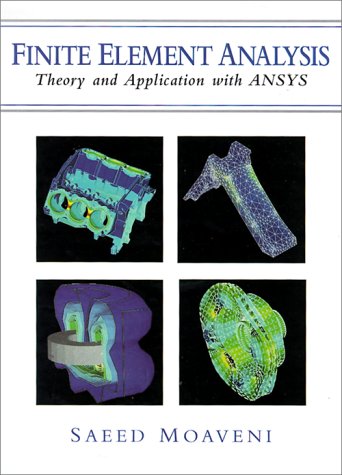 FINITE ELEMENT ANALYSIS
Theory and Application with ANSYS
SAEED MOAVENI